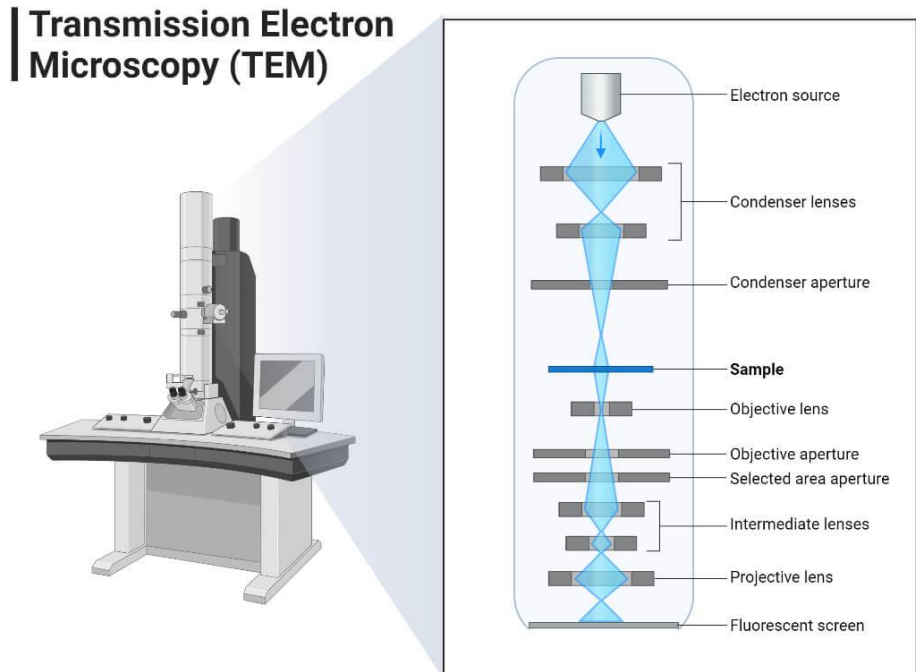 Transmission Electron
Microscopy (TEM)
Electron source
Condenser lenses
Condenser aperture
Sample
Objective lens
Objective aperture
Selected area aperture
Intermediate lenses
Projective lens
Fluorescent screen